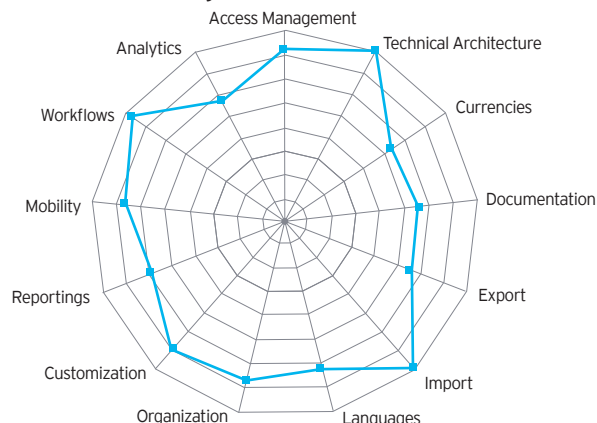 Access Management
Analytics
Technical Architecture
Workflows
Currencies
Mobility
Documentation
Reportings
Export
Customization
Import
Organization
Languages